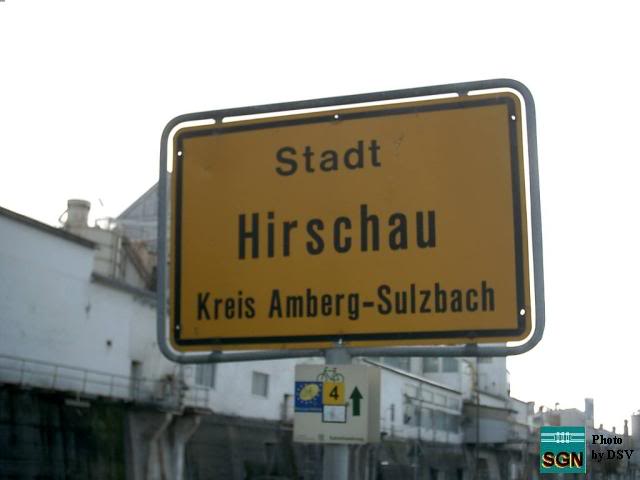 Stadt
Hirschau
Kreis Amberg-Sulzbach
4
SGN
Photo
by DSV